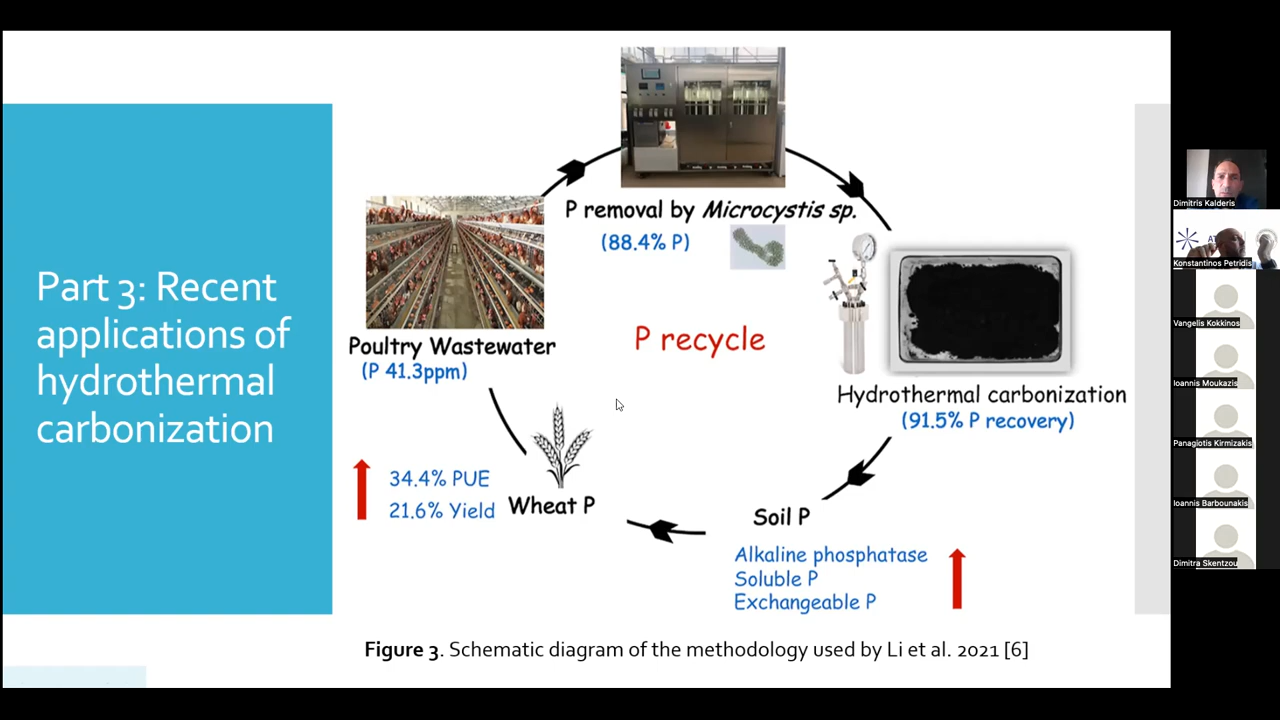 Part 3: Recent
applications of
hydrothermal
carbonization
P removal by Microcystis sp.
(88.4% P)
Poultry Wastewater
(P 41.3ppm)
P recycle
Hydrothermal carbonization
(91.5% P recovery)
34.4% PUE
21.6% Yield
Wheat P
Soil P
Alkaline phosphatase
Soluble P
Exchangeable P
Figure 3. Schematic diagram of the methodology used by Li et al. 2021 [6]
Dimitris Kalderis
Konstantinos Petridis
Vangelis Kokkinos
Ioannis Moukazis
Panagiotis Kirmizakis
Ioannis Barbounakis
Dimitra Skentzou